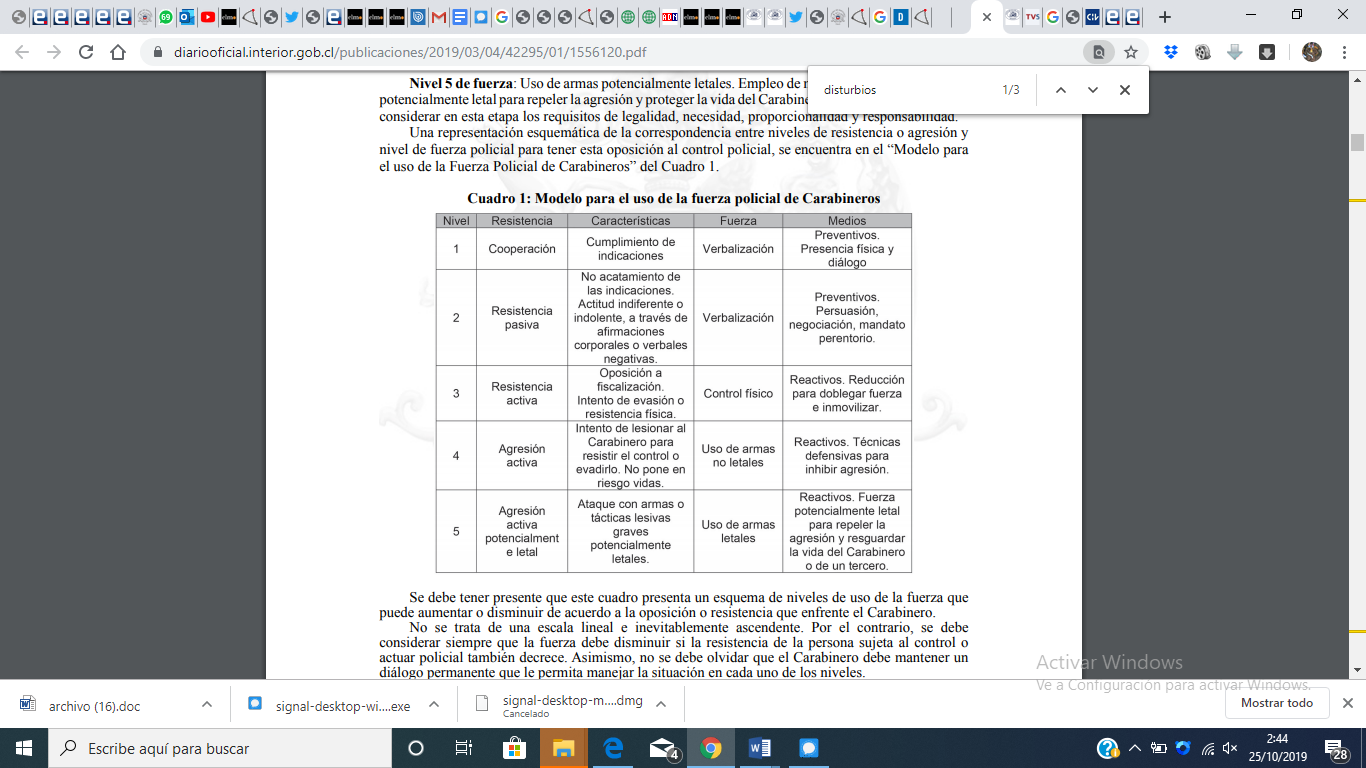 69
diariooficial.interior.gob.cl/publicaciones/2019/03/04/42295/01/1556120.pdf
disturbios 1/3
Nivel 5 de fuerza: Uso de armas potencialmente letales. Empleo de
potencialmente letal para repeler la agresión y proteger la vida del
considerar en esta etapa los requisitos de legalidad, necesidad, proporcionalidad y responsabilidad.
Una representación esquemática de la correspondencia entre niveles de resistencia o agresión y
nivel de fuerza policial para tener esta oposición al control policial, se encuentra en el “Modelo para
el uso de la Fuerza Policial de Carabineros” del Cuadro 1.
Cuadro 1: Modelo para el uso de la fuerza policial de Carabineros
Nivel Resistencia Características Fuerza Medios
1 Cooperación Cumplimiento de
indicaciones Verbalización Preventivos.
Presencia física y
diálogo
2 Resistencia
pasiva No acatamiento de
las indicaciones.
Actitud indiferente o
indolente, a través de
afirmaciones
corporales o verbales
negativas. Verbalización Preventivos.
Persuasión,
negociación, mandato
perentorio.
3 Resistencia
activa Oposición a
fiscalización.
Intento de evasión o
resistencia física. Control físico Reactivos. Reducción
para doblegar fuerza
e inmovilizar.
4 Agresión
activa Intento de lesionar al
Carabinero para
resistir el control o
evadirlo. No pone en
riesgo vidas. Uso de armas
no letales Reactivos. Técnicas
defensivas para
inhibir agresión.
5 Agresión
activa
potencialment
e letal Ataque con armas o
tácticas lesivas
graves
potencialmente
letales. Uso de armas
letales Reactivos. Fuerza
potencialmente letal
para repeler la
agresión y resguardar
la vida del Carabinero
o de un tercero.
Se debe tener presente que este cuadro presenta un esquema de niveles de uso de la fuerza que
puede aumentar o disminuir de acuerdo a la oposición o resistencia que enfrente el Carabinero.
No se trata de una escala lineal e inevitablemente ascendente. Por el contrario, se debe
considerar siempre que la fuerza debe disminuir si la resistencia de la persona sujeta al control o
actuar policial también decrece. Asimismo, no se debe olvidar que el Carabinero debe mantener un
diálogo permanente que le permita manejar la situación en cada uno de los niveles.
Activar Windows
Ve a Configuración para activar Windows.
archivo (16).doc
signal-desktop-wi....exe
signal-desktop-m....dmg
Cancelado
Mostrar todo
Escribe aquí para buscar
4
2:44
25/10/2019
28